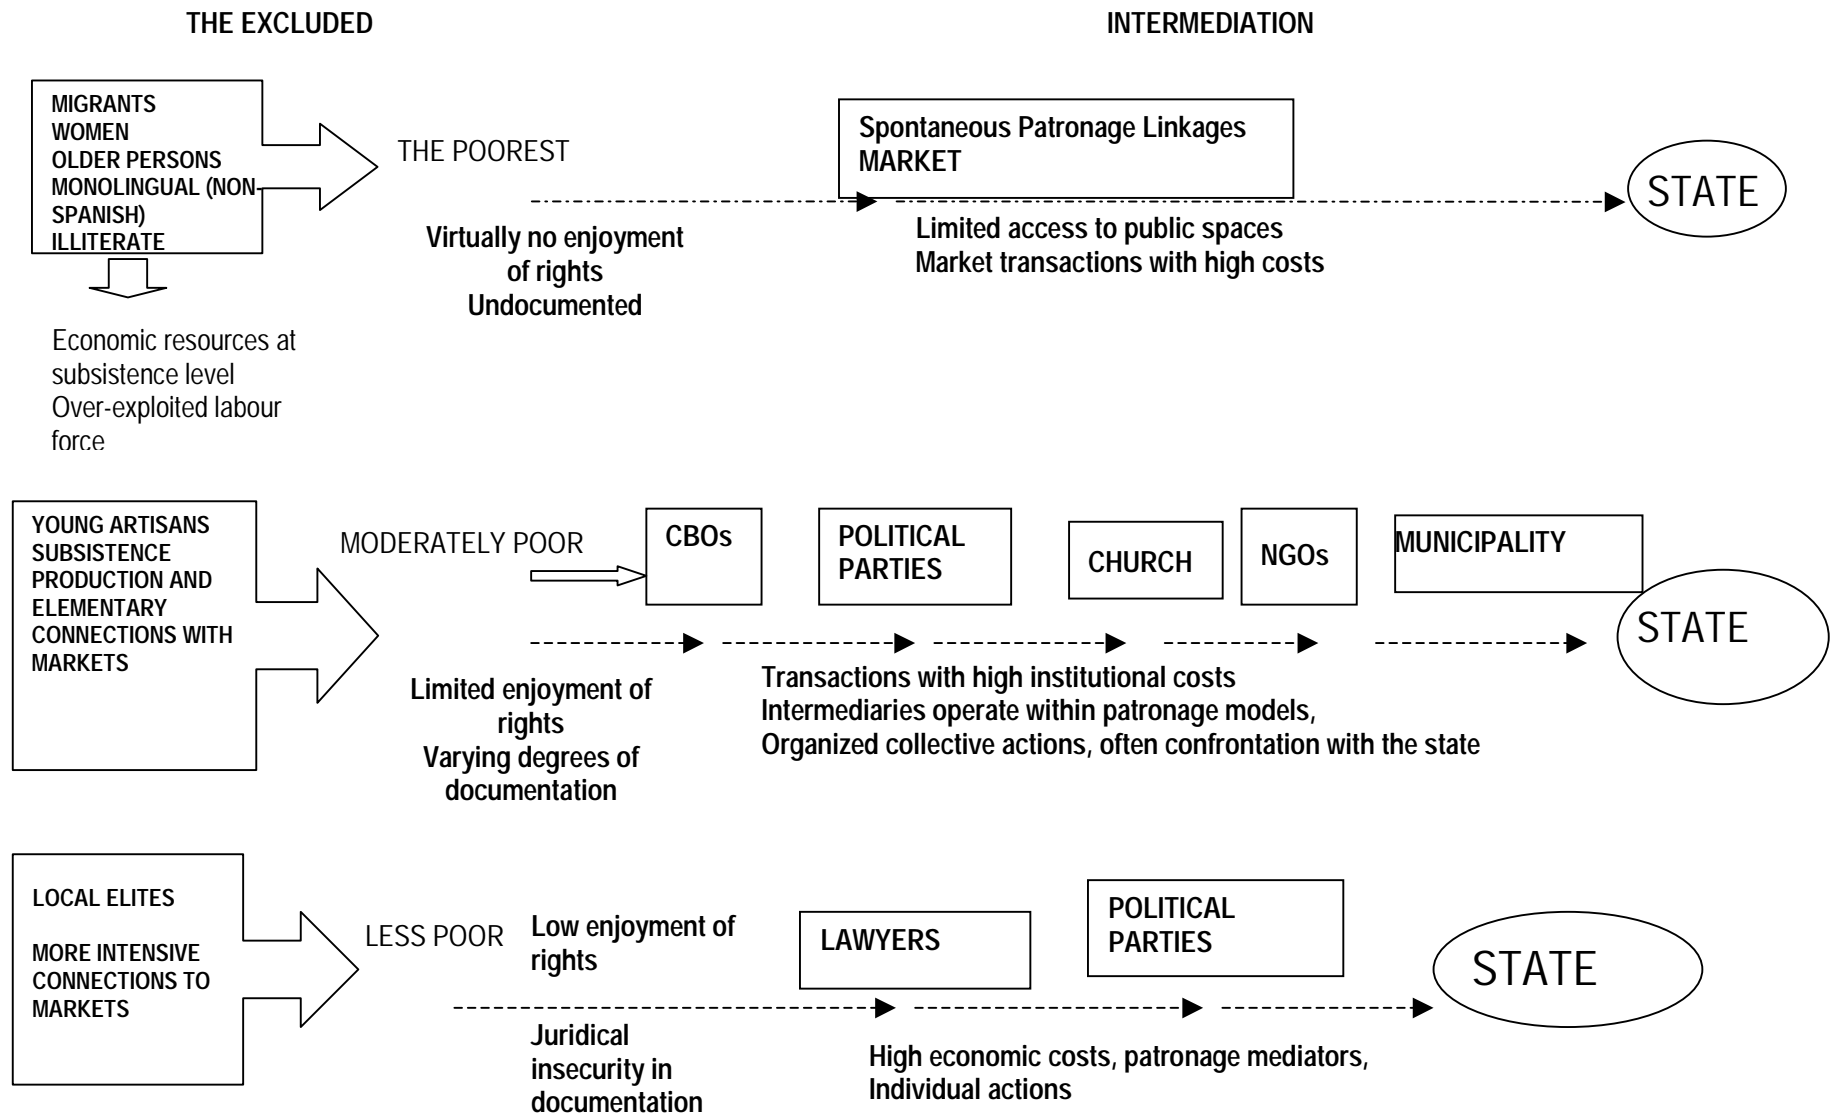 THE EXCLUDED
INTERMEDIATION
MIGRANTS
WOMEN
OLDER PERSONS
MONOLINGUAL (NON-
SPANISH)
ILLITERATE
THE POOREST
Spontaneous Patronage Linkages
MARKET
STATE
Virtually no enjoyment
of rights
Undocumented
Limited access to public spaces
Market transactions with high costs
Economic resources at
subsistence level
Over-exploited labour
force
YOUNG ARTISANS
SUBSISTENCE
PRODUCTION AND
ELEMENTARY
CONNECTIONS WITH
MARKETS
MODERATELY POOR
CBOs
POLITICAL
PARTIES
CHURCH
NGOs
MUNICIPALITY
STATE
Limited enjoyment of
rights
Varying degrees of
documentation
Transactions with high institutional costs
Intermediaries operate within patronage models,
Organized collective actions, often confrontation with the state
LOCAL ELITES
MORE INTENSIVE
CONNECTIONS TO
MARKETS
LESS POOR
Low enjoyment of
rights
LAWYERS
POLITICAL
PARTIES
STATE
Juridical
insecurity in
documentation
High economic costs, patronage mediators,
Individual actions